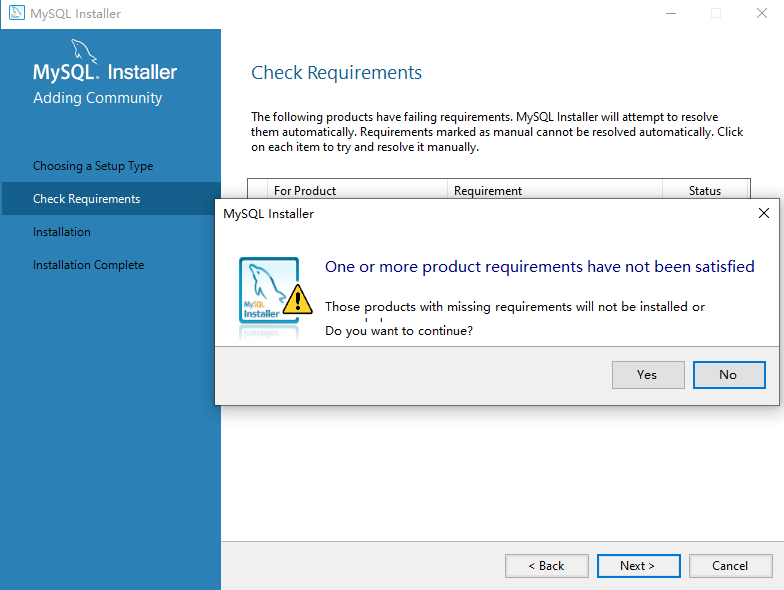 MySQL Installer
MySQL. Installer
Adding Community
Choosing a Setup Type
Check Requirements
Installation
Installation Complete
Check Requirements
The following products have failing requirements. MySQL Installer will attempt to resolve
them automatically. Requirements marked as manual cannot be resolved automatically. Click
on each item to try and resolve it manually.
For Product Requirement Status
MySQL Installer
MySQL
Installer
One or more product requirements have not been satisfied
Those products with missing requirements will not be installed or
Do you want to continue?
Yes No
< Back Next > Cancel